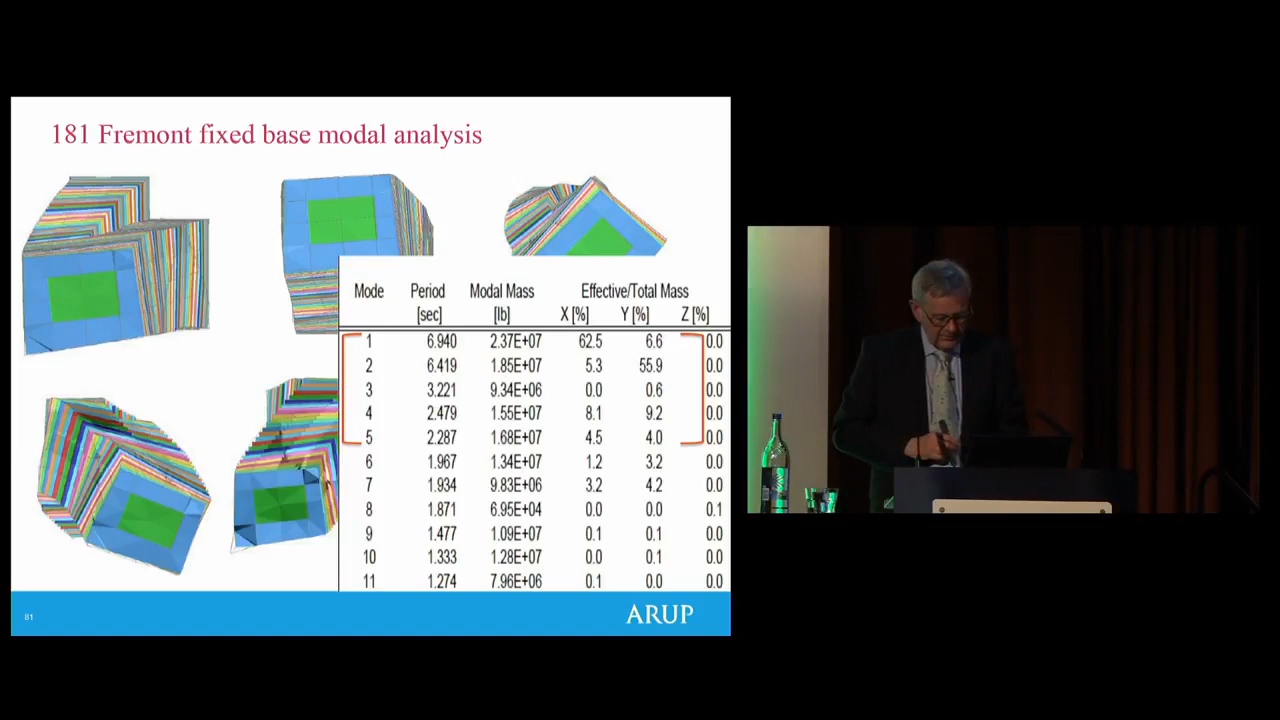 181 Fremont fixed base modal analysis
Mode Period Modal Mass Effective/Total Mass
[sec] [lb] X [%] Y [%] Z [%]
1 6.940 2.37E+07 62.5 6.6 0.0
2 6.419 1.85E+07 5.3 55.9 0.0
3 3.221 9.34E+06 0.0 0.6 0.0
4 2.479 1.55E+07 8.1 9.2 0.0
5 2.287 1.68E+07 4.5 4.0 0.0
6 1.967 1.34E+07 1.2 3.2 0.0
7 1.934 9.83E+06 3.2 4.2 0.0
8 1.871 6.95E+04 0.0 0.0 0.1
9 1.477 1.09E+07 0.1 0.1 0.0
10 1.333 1.28E+07 0.0 0.1 0.0
11 1.274 7.96E+06 0.1 0.0 0.0
81
ARUP